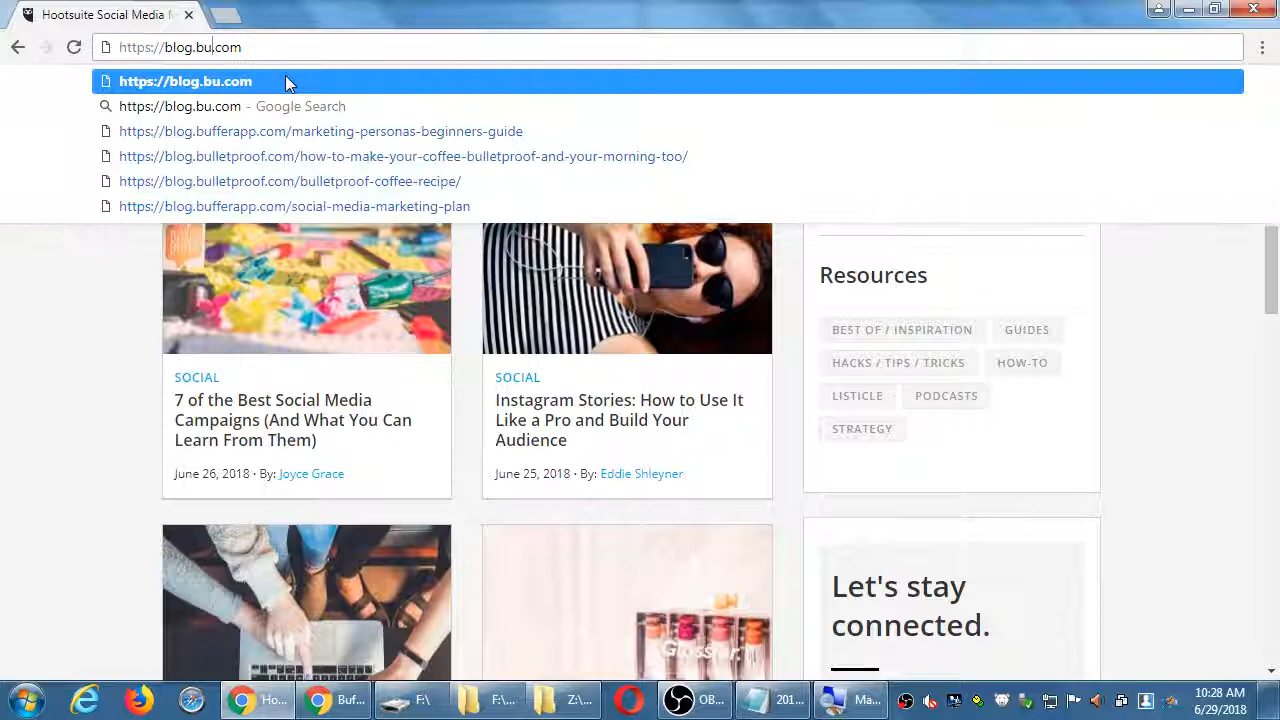 Hootsuite Social Media
https://blog.bu.com
https://blog.bu.com
https://blog.bu.com - Google Search
https://blog.bufferapp.com/marketing-personas-beginners-guide
https://blog.bulletproof.com/how-to-make-your-coffee-bulletproof-and-your-morning-too/
https://blog.bulletproof.com/bulletproof-coffee-recipe/
https://blog.bufferapp.com/social-media-marketing-plan
SOCIAL
7 of the Best Social Media
Campaigns (And What You Can
Learn From Them)
June 26, 2018 · By: Joyce Grace
SOCIAL
Instagram Stories: How to Use It
Like a Pro and Build Your
Audience
June 25, 2018 · By: Eddie Shleyner
Resources
BEST OF / INSPIRATION GUIDES
HACKS / TIPS / TRICKS HOW-TO
LISTICLE PODCASTS
STRATEGY
Glossier.
Let's stay
connected.
Ho... Buf... F:\ F:\... Z:\... OB... 201... Ma... 10:28 AM
6/29/2018